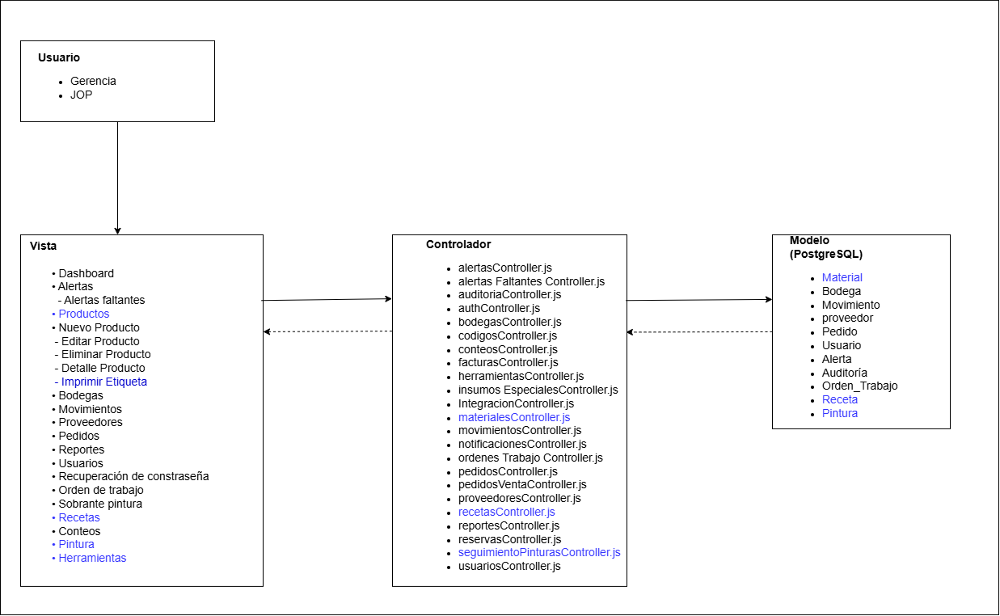 Usuario
• Gerencia
• JOP
Vista
• Dashboard
• Alertas
- Alertas faltantes
• Productos
• Nuevo Producto
- Editar Producto
- Eliminar Producto
- Detalle Producto
- Imprimir Etiqueta
• Bodegas
• Movimientos
• Proveedores
• Pedidos
• Reportes
• Usuarios
• Recuperación de constraseña
• Orden de trabajo
• Sobrante pintura
• Recetas
• Conteos
• Pintura
• Herramientas
Controlador
• alertasController.js
• alertas Faltantes Controller.js
• auditoriaController.js
• authController.js
• bodegasController.js
• codigosController.js
• conteosController.js
• facturasController.js
• herramientasController.js
• insumos EspecialesController.js
• IntegracionController.js
• materialesController.js
• movimientosController.js
• notificacionesController.js
• ordenes Trabajo Controller.js
• pedidosController.js
• pedidosVentaController.js
• proveedoresController.js
• recetasController.js
• reportesController.js
• reservasController.js
• seguimientoPinturasController.js
• usuariosController.js
Modelo
(PostgreSQL)
• Material
• Bodega
• Movimiento
• proveedor
• Pedido
• Usuario
• Alerta
• Auditoría
• Orden_Trabajo
• Receta
• Pintura